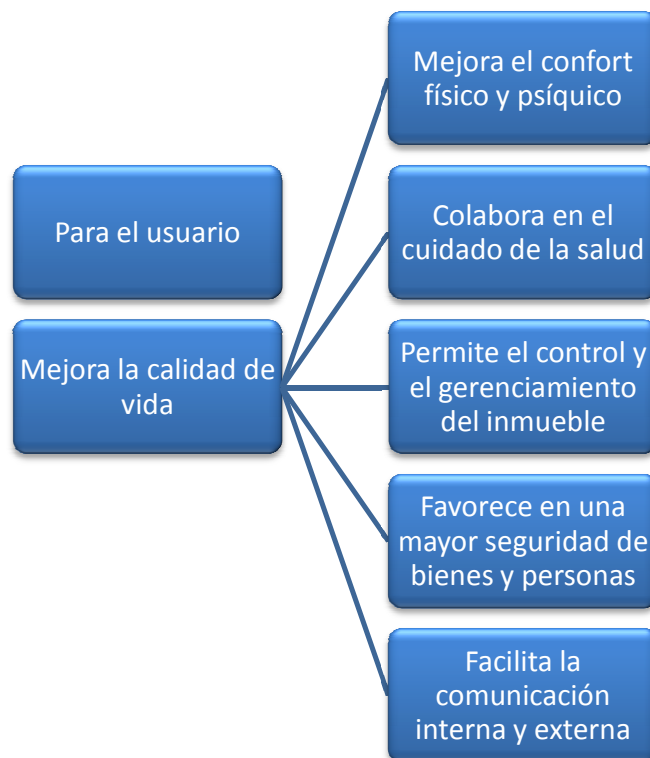 Para el usuario
Mejora la calidad de
vida
Mejora el confort
físico y psíquico
Colabora en el
cuidado de la salud
Permite el control y
el gerenciamiento
del inmueble
Favorece en una
mayor seguridad de
bienes y personas
Facilita la
comunicación
interna y externa